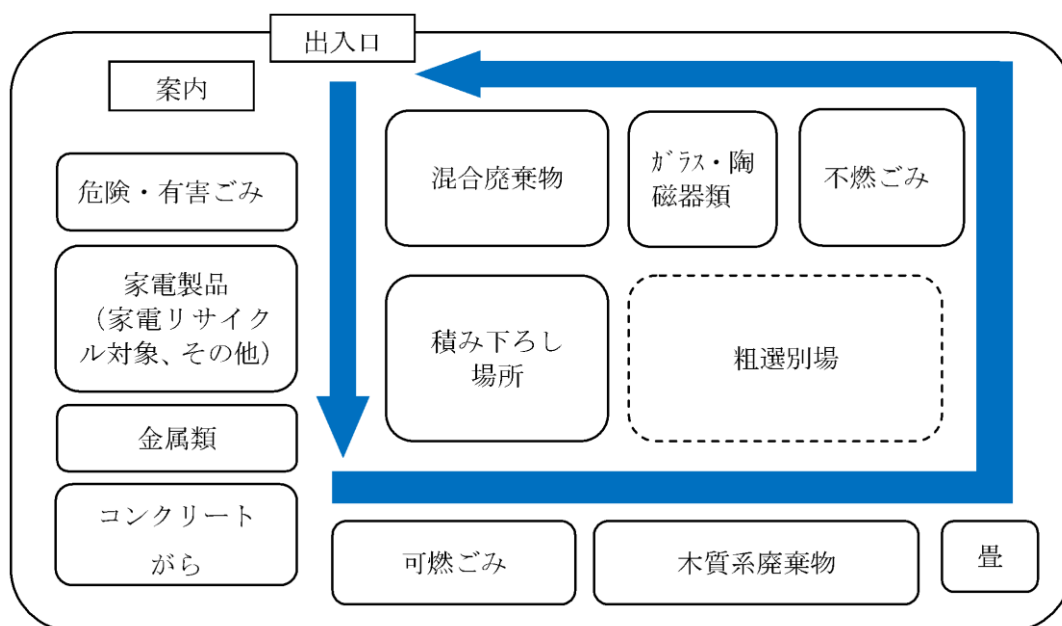 出入口
案内
危険・有害ごみ
家電製品
（家電リサイク
ル対象、その他）
金属類
コンクリート
がら
混合廃棄物
ｶﾞﾗｽ・陶
磁器類
不燃ごみ
積み下ろし
場所
粗選別場
可燃ごみ
木質系廃棄物
畳